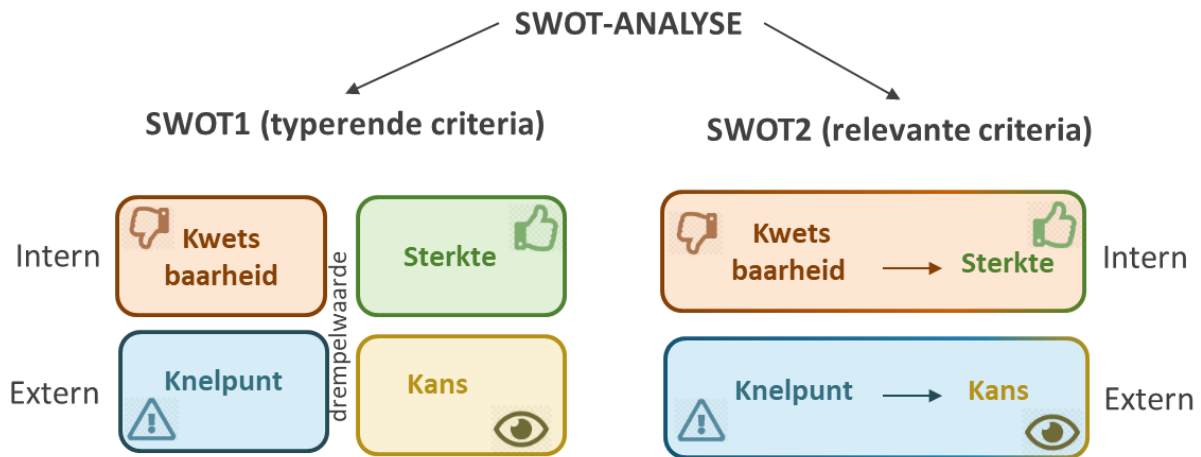 SWOT-ANALYSE
SWOT1 (typerende criteria)
Intern
Kwets
baarheid
Sterkte
drempelwaarde
Extern
Knelpunt
Kans
SWOT2 (relevante criteria)
Kwets
baarheid
Sterkte
Intern
Knelpunt
Kans
Extern